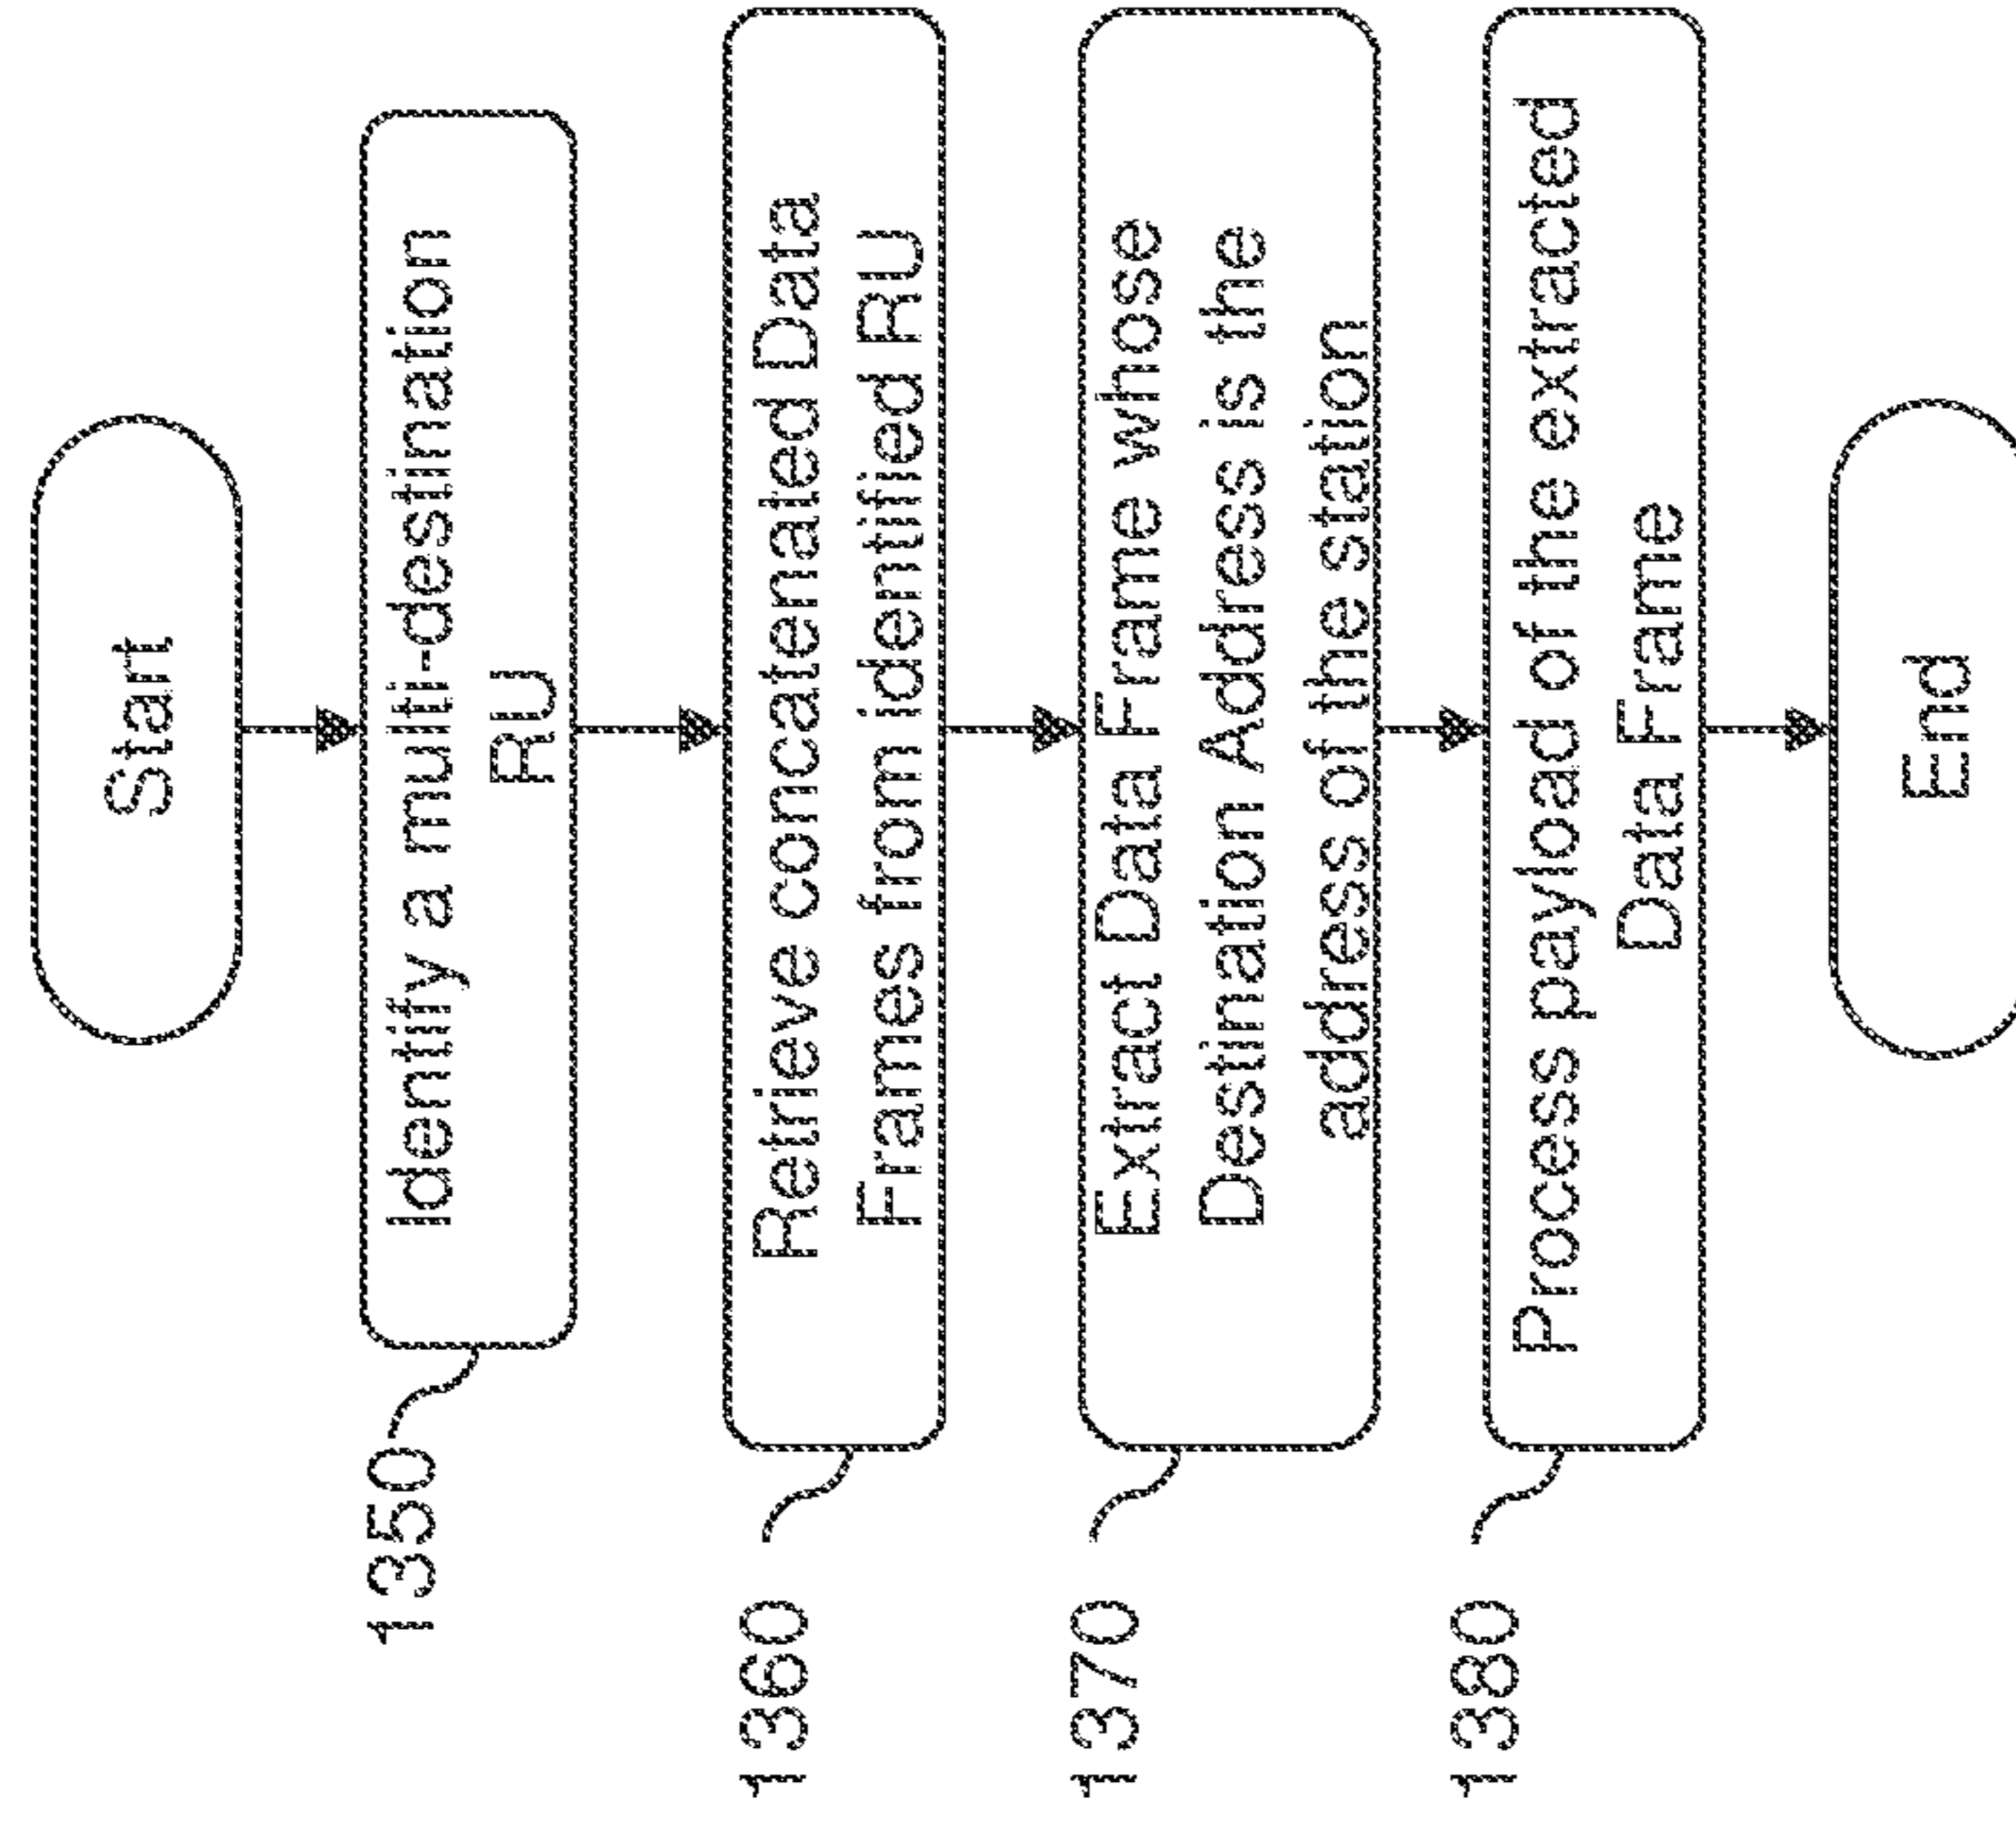 Start
1350
Identify a multi-destination
RU
1360
Retrieve concatenated Data
Frames from identified RU
1370
Extract Data Frame whose
Destination Address is the
address of the station
1380
Process payload of the extracted
Data Frame
End